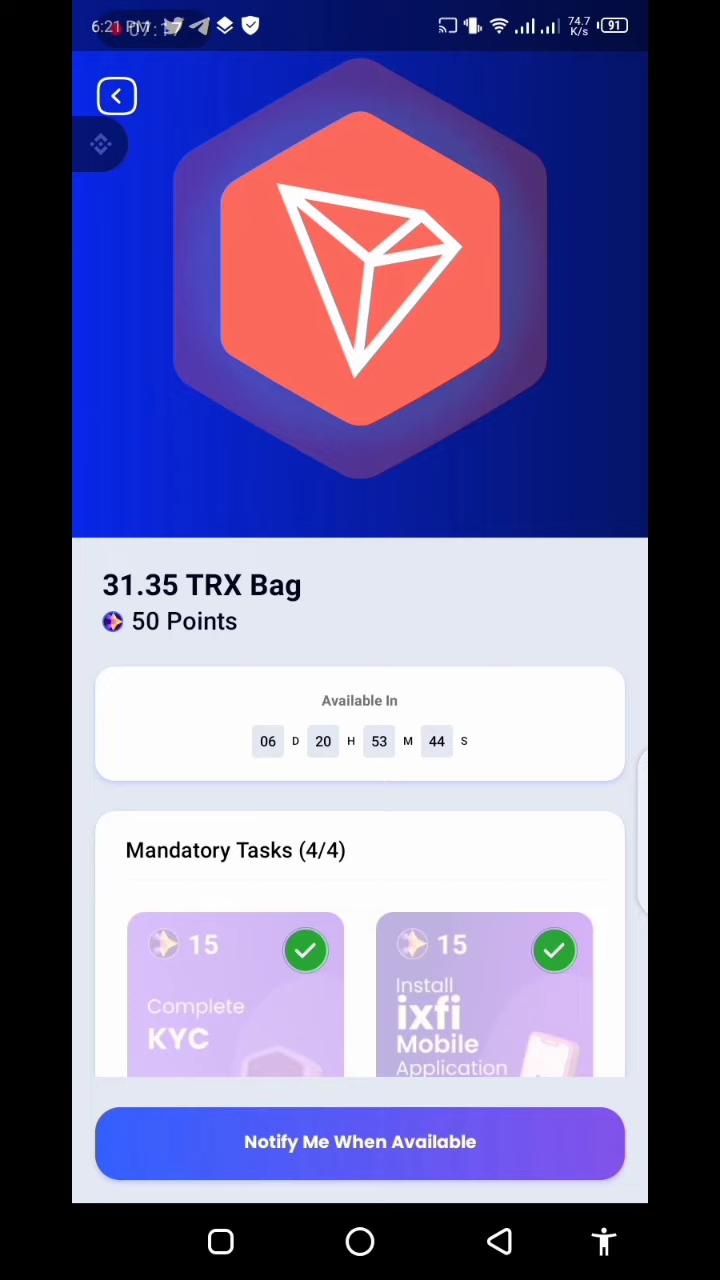 6:21 PM
74.7
K/s
91
31.35 TRX Bag
50 Points
Available In
06 D 20 H 53 M 44 S
Mandatory Tasks (4/4)
15
Complete
KYC
15
Install
ixfi
Mobile
Application
Notify Me When Available